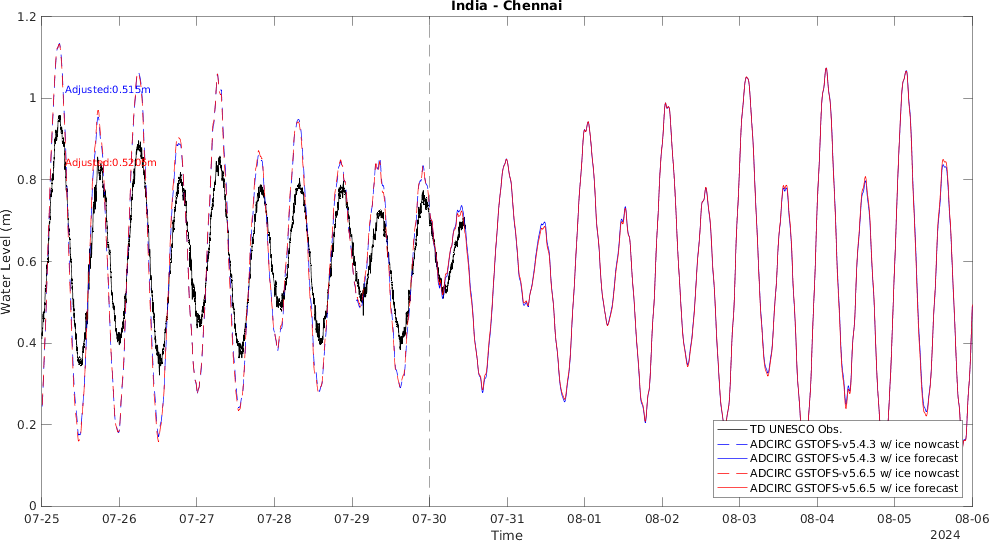 India - Chennai
1.2
1
0.8
0.6
0.4
0.2
0
Water Level (m)
Adjusted:0.515m
Adjusted:0.520m
07-25 07-26 07-27 07-28 07-29 07-30 07-31 08-01 08-02 08-03 08-04 08-05 08-06
Time
2024
TD UNESCO Obs.
ADCIRC GSTOFS-v5.4.3 w/ ice nowcast
ADCIRC GSTOFS-v5.4.3 w/ ice forecast
ADCIRC GSTOFS-v5.6.5 w/ ice nowcast
ADCIRC GSTOFS-v5.6.5 w/ ice forecast